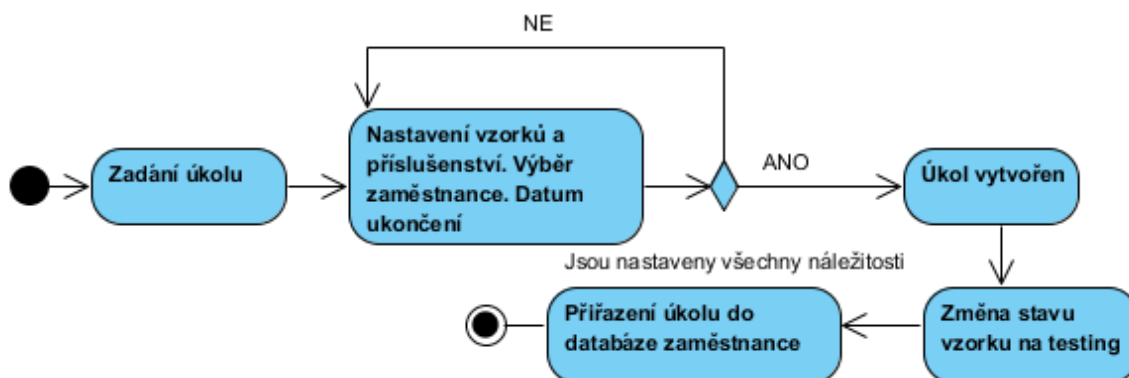 NE
Zadání úkolu
Nastavení vzorků a
příslušenství. Výběr
zaměstnance. Datum
ukončení
ANO
Úkol vytvořen
Jsou nastaveny všechny náležitosti
Změna stavu
vzorku na testing
Přiřazení úkolu do
databáze zaměstnance